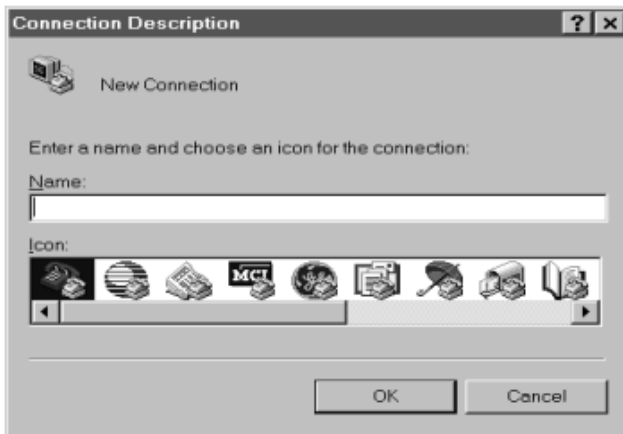 Connection Description
New Connection
Enter a name and choose an icon for the connection:
Name:
Icon:
MCI
OK
Cancel